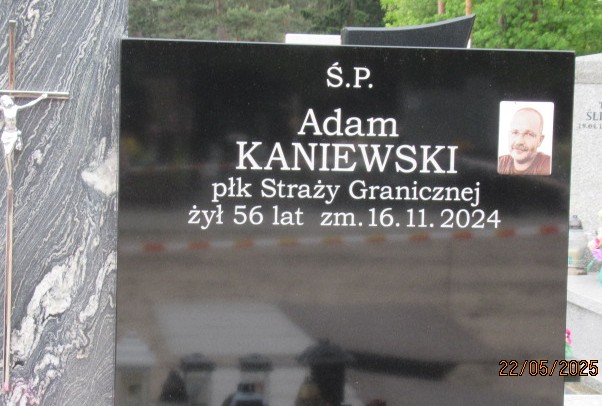 Ś.P.
Adam
KANIEWSKI
płk Straży Granicznej
żył 56 lat zm. 16. 11. 2024
22/05/2025